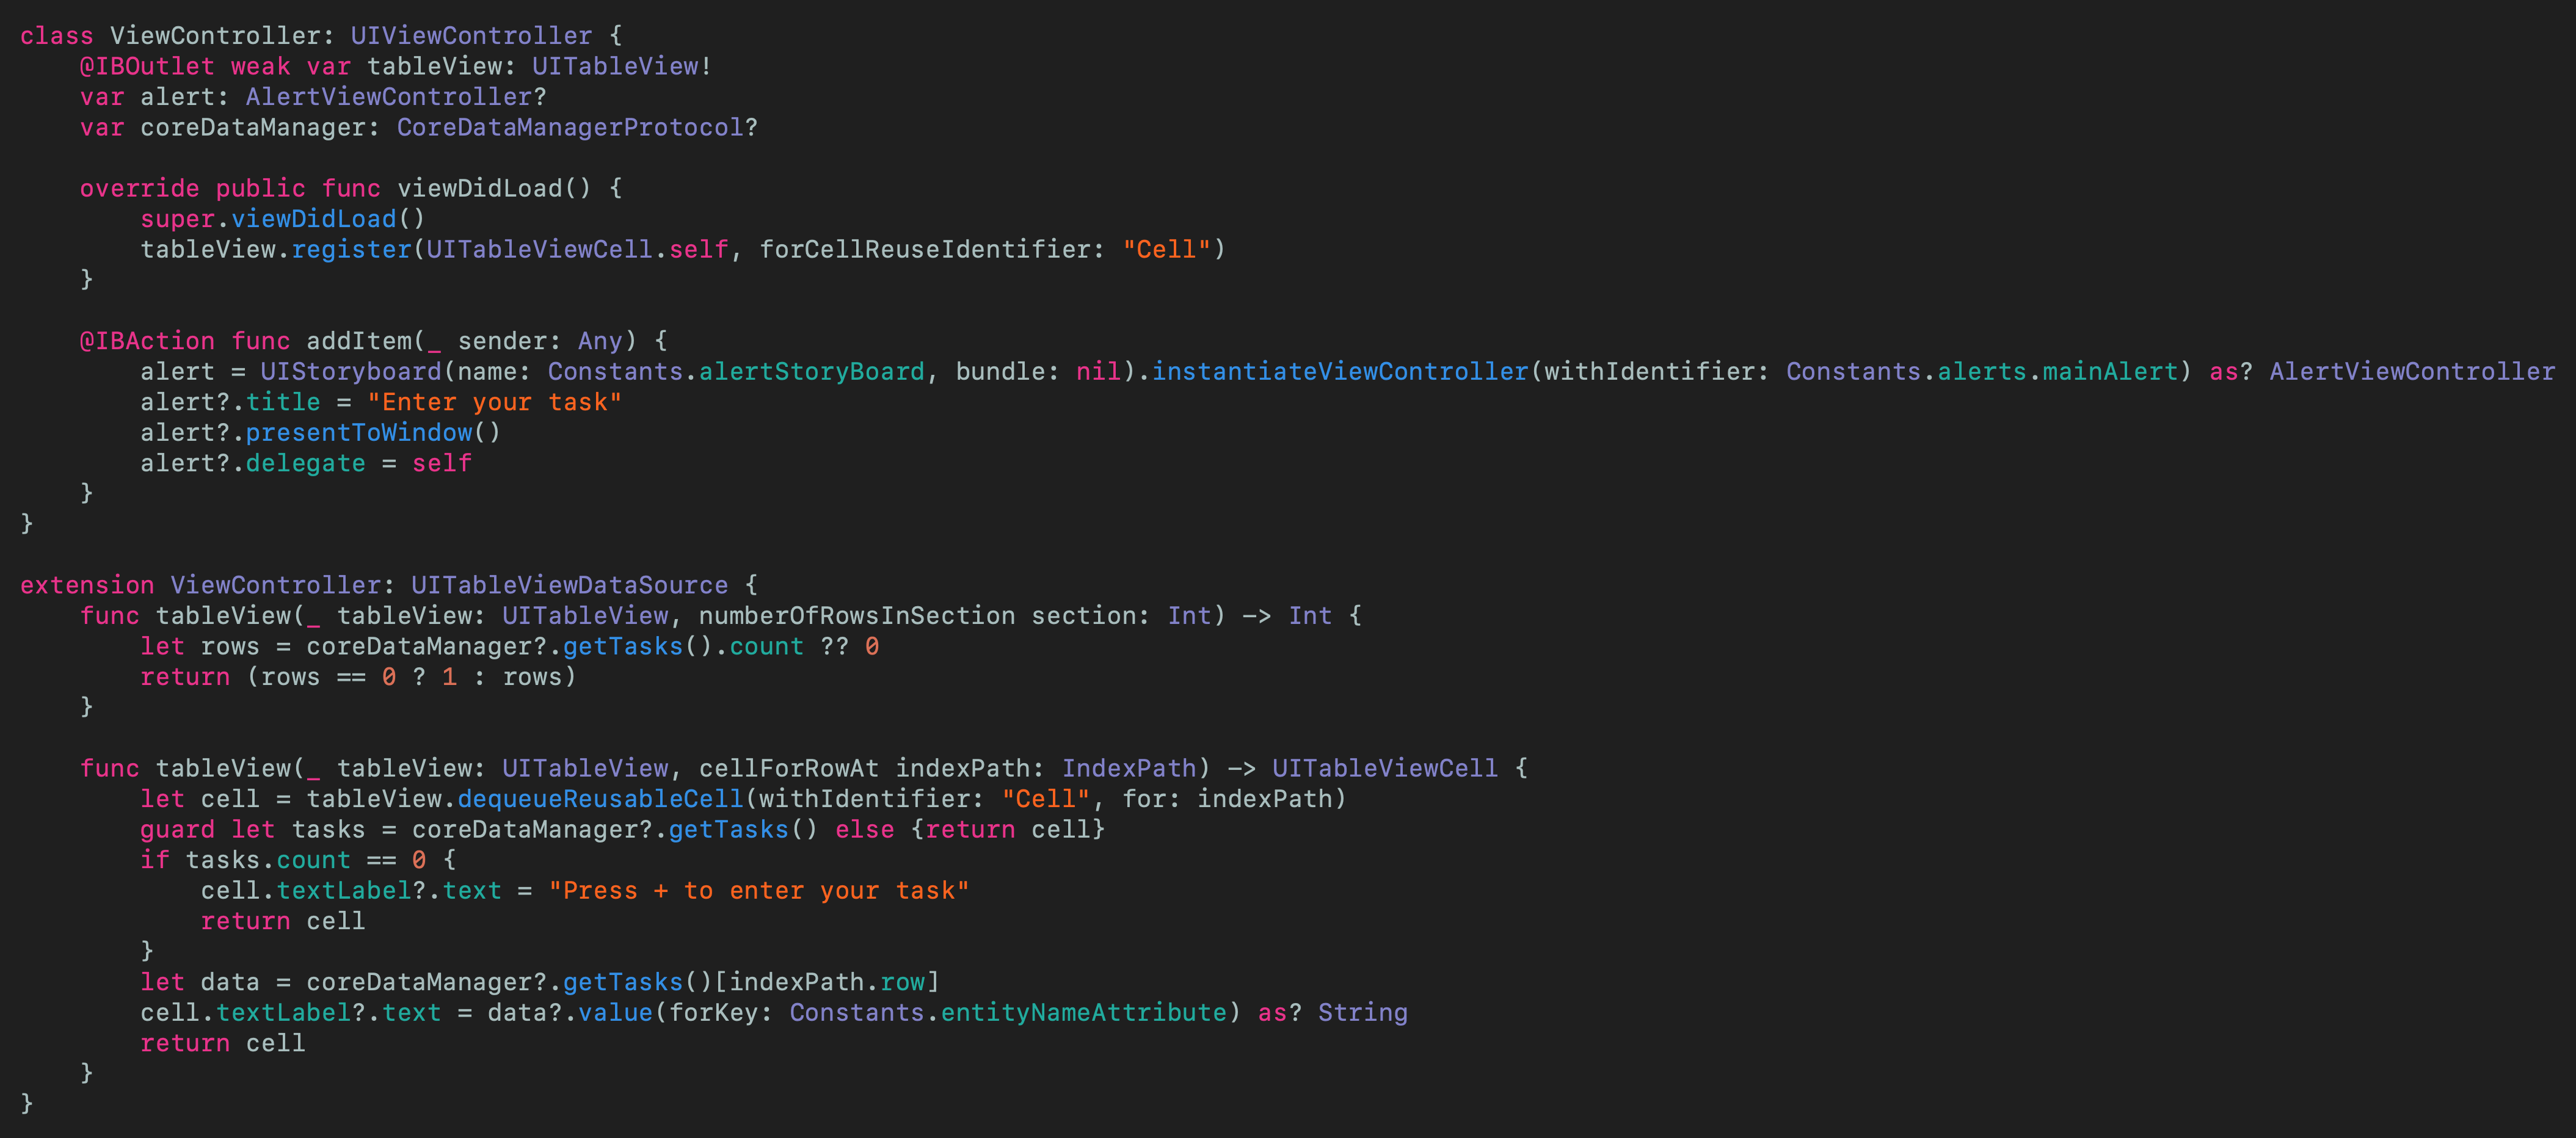 class ViewController: UIViewController {
    @IBOutlet weak var tableView: UITableView!
    var alert: AlertViewController?
    var coreDataManager: CoreDataManagerProtocol?

    override public func viewDidLoad() {
        super.viewDidLoad()
        tableView.register(UITableViewCell.self, forCellReuseIdentifier: "Cell")
    }

    @IBAction func addItem(_ sender: Any) {
        alert = UIStoryboard(name: Constants.alertStoryBoard, bundle: nil).instantiateViewController(withIdentifier: Constants.alerts.mainAlert) as? AlertViewController
        alert?.title = "Enter your task"
        alert?.presentToWindow()
        alert?.delegate = self
    }
}

extension ViewController: UITableViewDataSource {
    func tableView(_ tableView: UITableView, numberOfRowsInSection section: Int) -> Int {
        let rows = coreDataManager?.getTasks().count ?? 0
        return (rows == 0 ? 1 : rows)
    }

    func tableView(_ tableView: UITableView, cellForRowAt indexPath: IndexPath) -> UITableViewCell {
        let cell = tableView.dequeueReusableCell(withIdentifier: "Cell", for: indexPath)
        guard let tasks = coreDataManager?.getTasks() else {return cell}
        if tasks.count == 0 {
            cell.textLabel?.text = "Press + to enter your task"
            return cell
        }
        let data = coreDataManager?.getTasks()[indexPath.row]
        cell.textLabel?.text = data?.value(forKey: Constants.entityNameAttribute) as? String
        return cell
    }
}